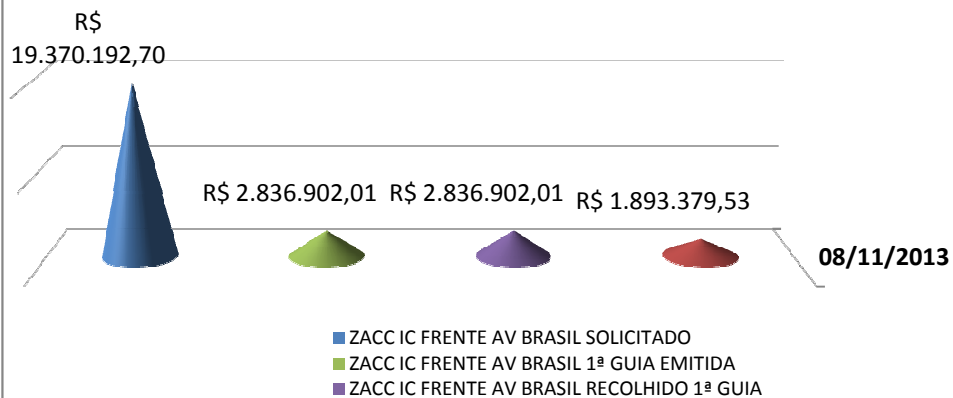 R$
19.370.192,70
R$ 2.836.902,01 R$ 2.836.902,01 R$ 1.893.379,53
08/11/2013
ZACC IC FRENTE AV BRASIL SOLICITADO
ZACC IC FRENTE AV BRASIL 1ª GUIA EMITIDA
ZACC IC FRENTE AV BRASIL RECOLHIDO 1ª GUIA